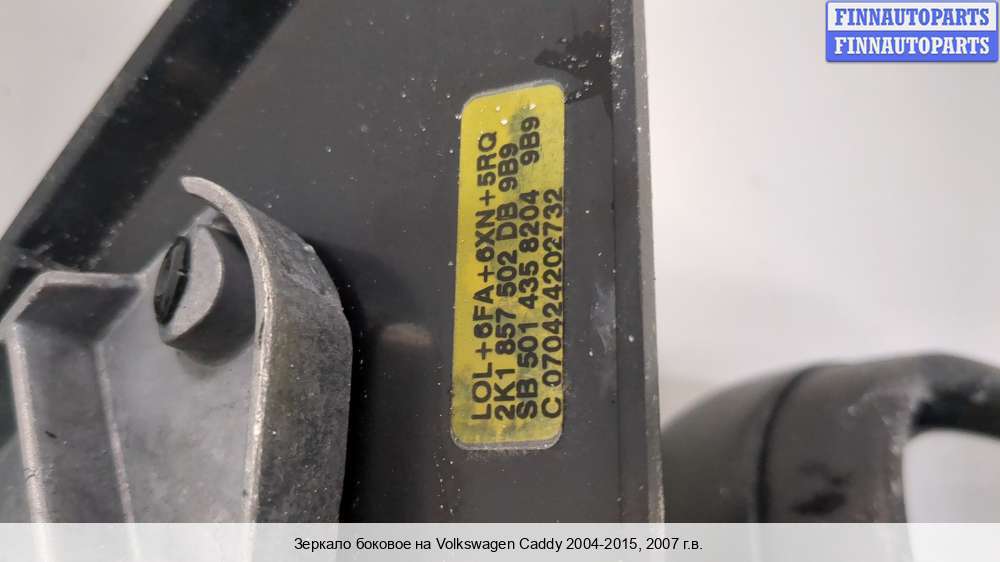 FINNAUTOPARTS
FINNAUTOPARTS
LOL+6FA+6XN+5RQ
2K1 857 502 DB 9B9
SB 501 435 8204 9B9
C 070424202732
Зеркало боковое на Volkswagen Caddy 2004-2015, 2007 г.в.